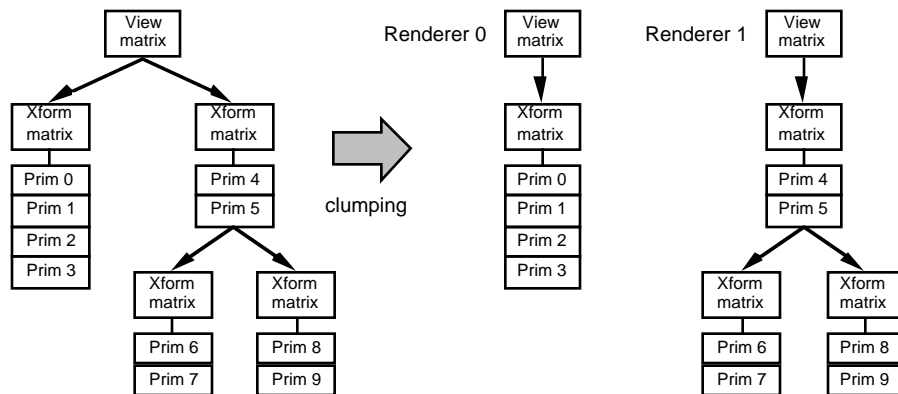 View
matrix
Xform
matrix
Prim 0
Prim 1
Prim 2
Prim 3
Xform
matrix
Prim 4
Prim 5
Xform
matrix
Prim 6
Prim 7
Xform
matrix
Prim 8
Prim 9
clumping
Renderer 0
View
matrix
Xform
matrix
Prim 0
Prim 1
Prim 2
Prim 3
Renderer 1
View
matrix
Xform
matrix
Prim 4
Prim 5
Xform
matrix
Prim 6
Prim 7
Xform
matrix
Prim 8
Prim 9